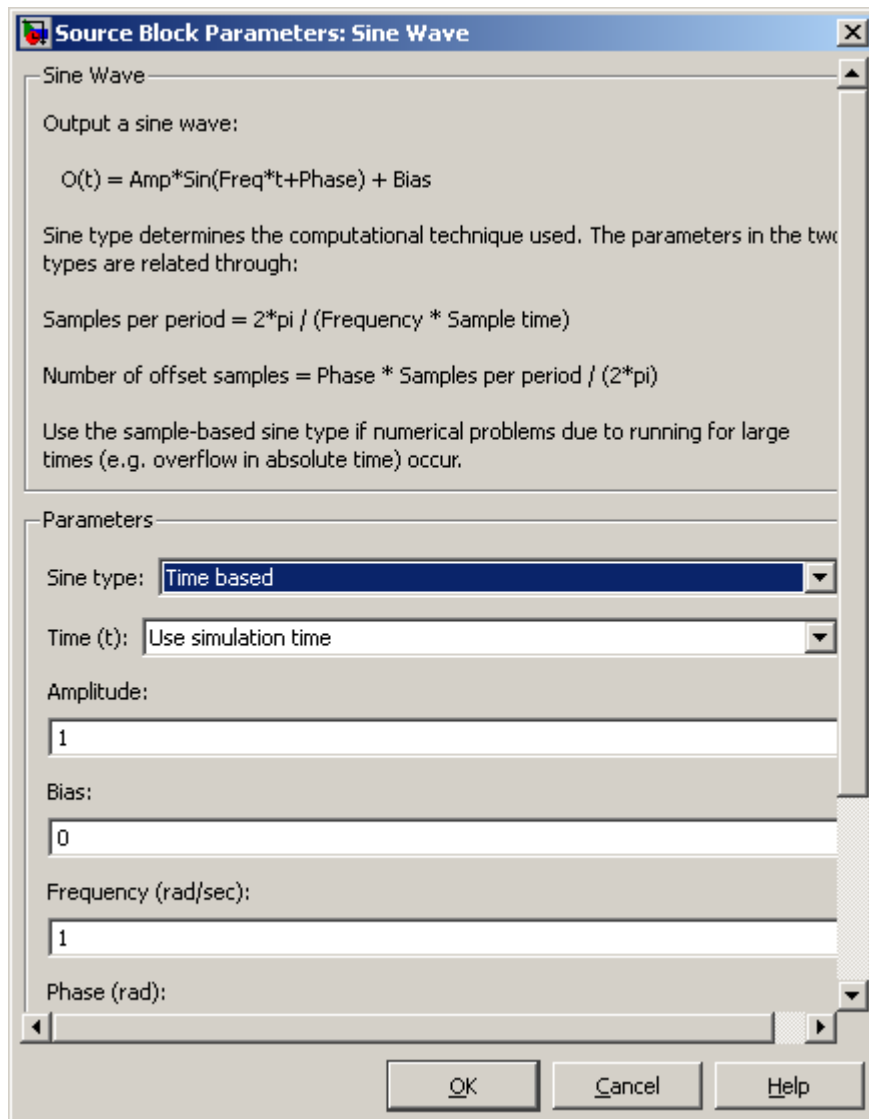 Source Block Parameters: Sine Wave
Sine Wave
Output a sine wave:
O(t) = Amp*Sin(Freq*t+Phase) + Bias
Sine type determines the computational technique used. The parameters in the two
types are related through:
Samples per period = 2*pi / (Frequency * Sample time)
Number of offset samples = Phase * Samples per period / (2*pi)
Use the sample-based sine type if numerical problems due to running for large
times (e.g. overflow in absolute time) occur.
Parameters
Sine type: Time based
Time (t): Use simulation time
Amplitude:
1
Bias:
0
Frequency (rad/sec):
1
Phase (rad):
OK Cancel Help